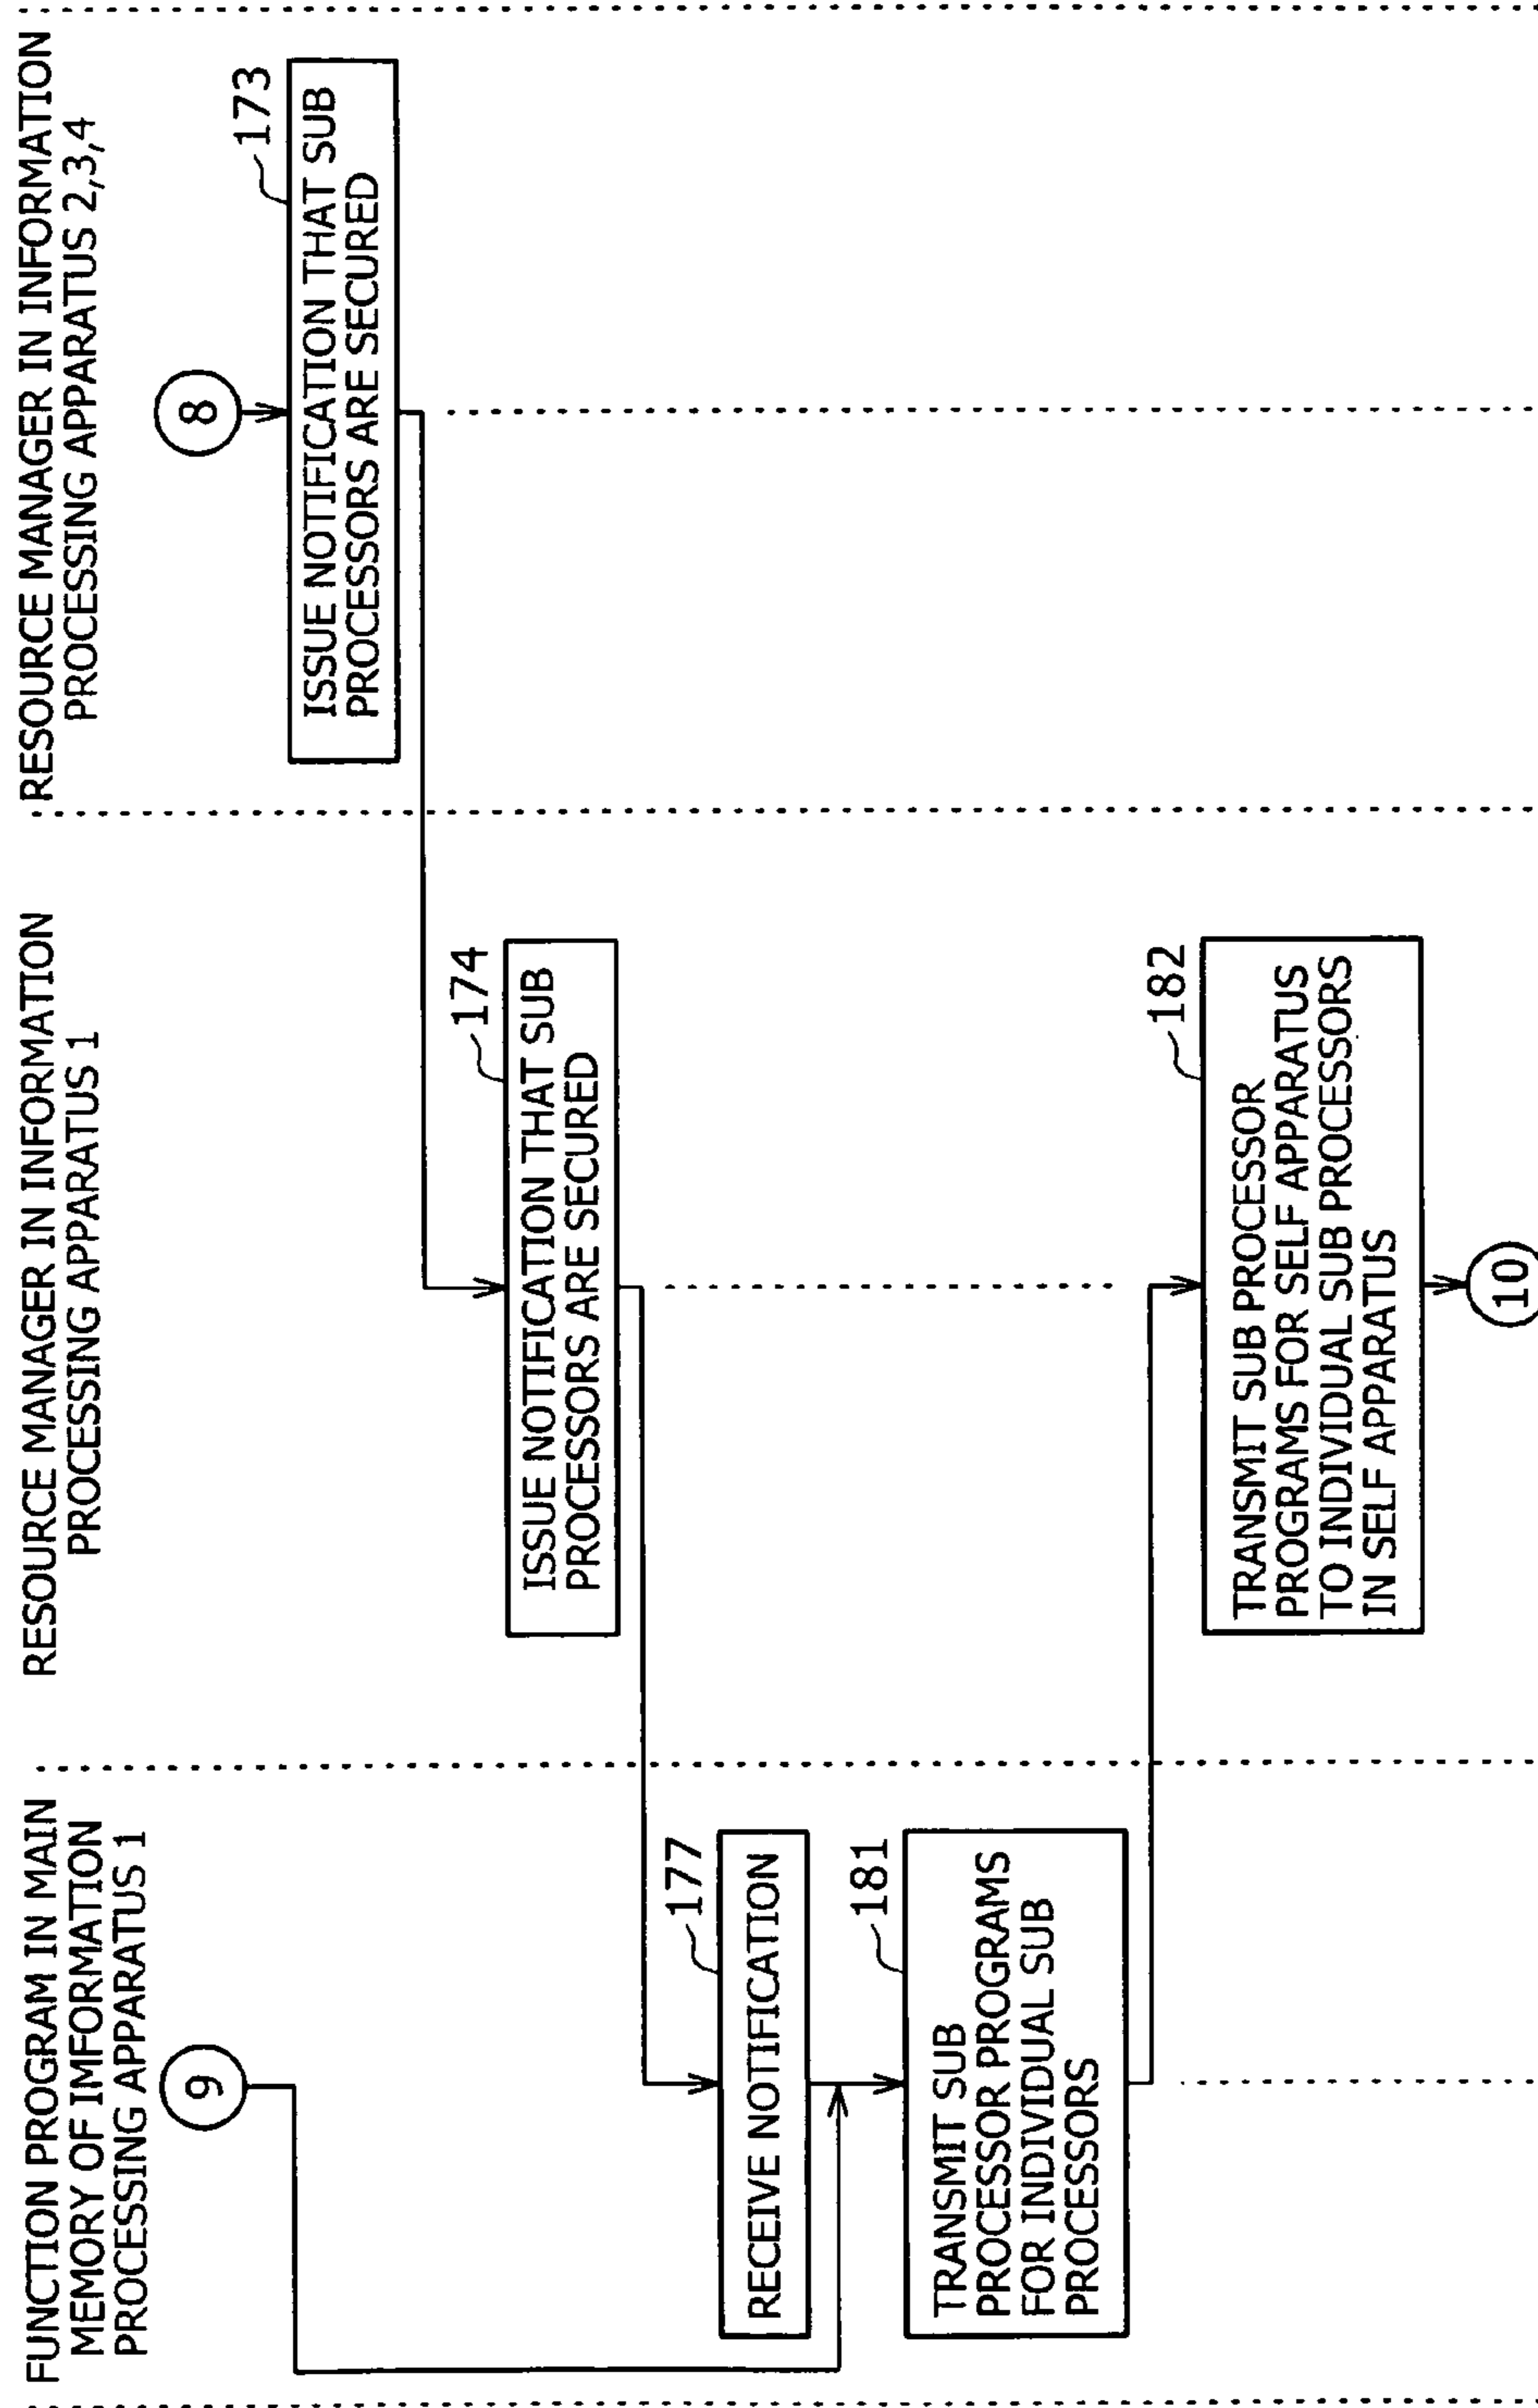 FUNCTION PROGRAM IN MAIN
MEMORY OF IMFORMATION
PROCESSING APPARATUS 1
RESOURCE MANAGER IN INFORMATION
PROCESSING APPARATUS 1
RESOURCE MANAGER IN INFORMATION
PROCESSING APPARATUS 2,3,4
9
8
173
ISSUE NOTIFICATION THAT SUB
PROCESSORS ARE SECURED
174
ISSUE NOTIFICATION THAT SUB
PROCESSORS ARE SECURED
177
RECEIVE NOTIFICATION
181
TRANSMIT SUB
PROCESSOR PROGRAMS
FOR INDIVIDUAL SUB
PROCESSORS
182
TRANSMIT SUB PROCESSOR
PROGRAMS FOR SELF APPARATUS
TO INDIVIDUAL SUB PROCESSORS
IN SELF APPARATUS
10